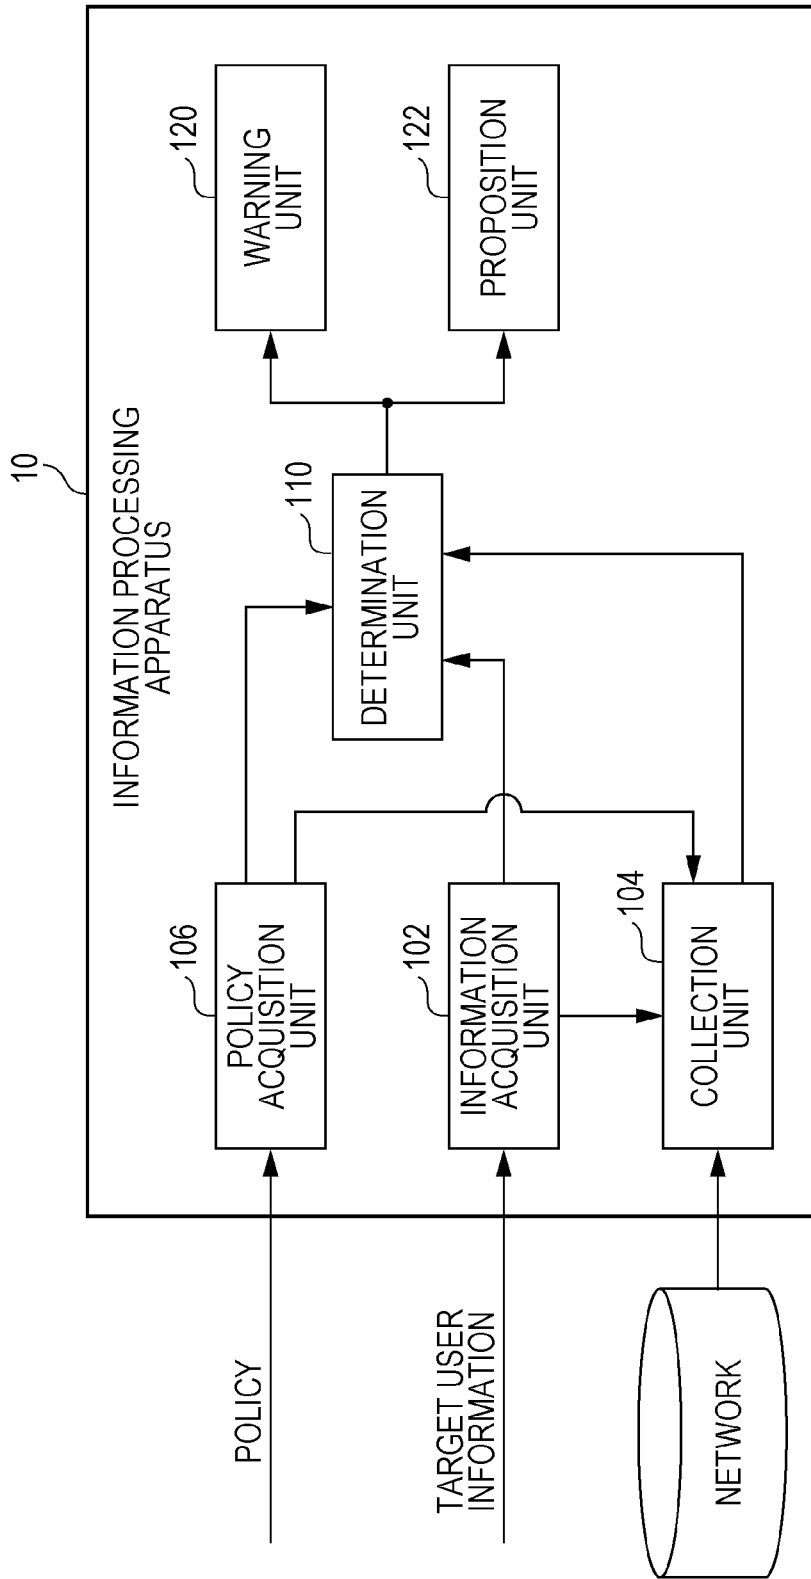 10
INFORMATION PROCESSING
APPARATUS
POLICY
106
POLICY
ACQUISITION
UNIT
110
DETERMINATION
UNIT
120
WARNING
UNIT
TARGET USER
INFORMATION
102
INFORMATION
ACQUISITION
UNIT
122
PROPOSITION
UNIT
NETWORK
104
COLLECTION
UNIT